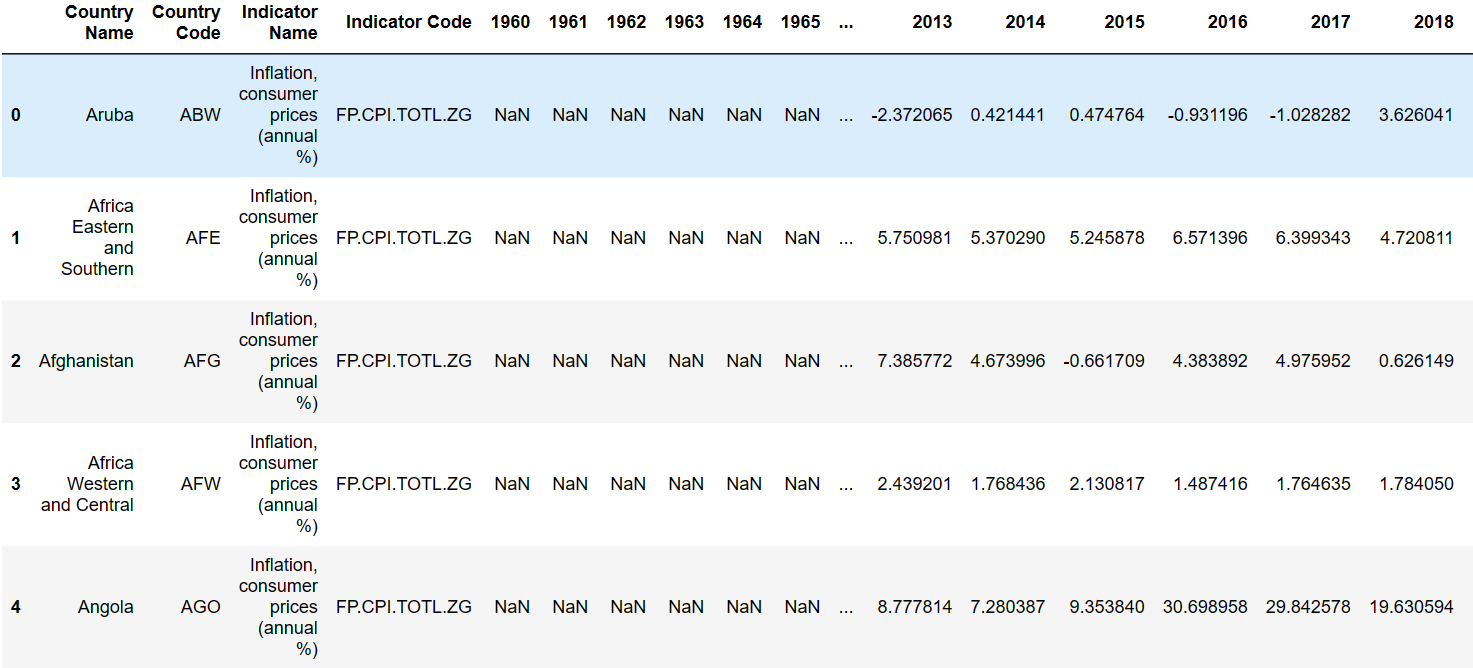 Country Name Country Code Indicator Name Indicator Code 1960 1961 1962 1963 1964 1965 ... 2013 2014 2015 2016 2017 2018
0 Aruba ABW Inflation, consumer prices (annual %) FP.CPI.TOTL.ZG NaN NaN NaN NaN NaN NaN ... -2.372065 0.421441 0.474764 -0.931196 -1.028282 3.626041
1 Africa Eastern and Southern AFE Inflation, consumer prices (annual %) FP.CPI.TOTL.ZG NaN NaN NaN NaN NaN NaN ... 5.750981 5.370290 5.245878 6.571396 6.399343 4.720811
2 Afghanistan AFG Inflation, consumer prices (annual %) FP.CPI.TOTL.ZG NaN NaN NaN NaN NaN NaN ... 7.385772 4.673996 -0.661709 4.383892 4.975952 0.626149
3 Africa Western and Central AFW Inflation, consumer prices (annual %) FP.CPI.TOTL.ZG NaN NaN NaN NaN NaN NaN ... 2.439201 1.768436 2.130817 1.487416 1.764635 1.784050
4 Angola AGO Inflation, consumer prices (annual %) FP.CPI.TOTL.ZG NaN NaN NaN NaN NaN NaN ... 8.777814 7.280387 9.353840 30.698958 29.842578 19.630594